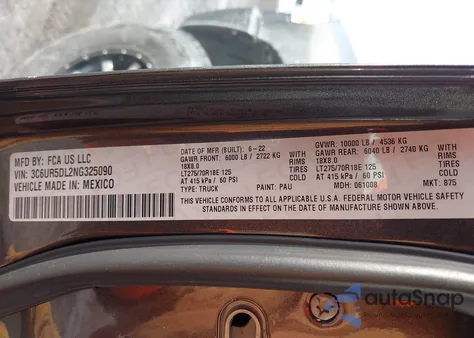 MFD BY: FCA US LLC
VIN: 3C6UR5DL2NG325090
VEHICLE MADE IN: MEXICO
DATE OF MFR (BUILT): 6-22
GAWR FRONT: 6000 LB / 2722 KG WITH
18X8.0 RIMS
LT275/70R18E 125 TIRES
AT 415 kPa / 60 PSI COLD
TYPE: TRUCK PAINT: PAU
GVWR: 10000 LB / 4536 KG
GAWR REAR: 6040 LB / 2740 KG WITH
18X8.0 RIMS
LT275/70R18E 125 TIRES
AT 415 kPa / 60 PSI COLD
MDH: 061008 MKT: 875
THIS VEHICLE CONFORMS TO ALL APPLICABLE U.S.A. FEDERAL MOTOR VEHICLE SAFETY STANDARDS IN
EFFECT ON THE DATE OF MANUFACTURE SHOWN ABOVE.
autoSnap